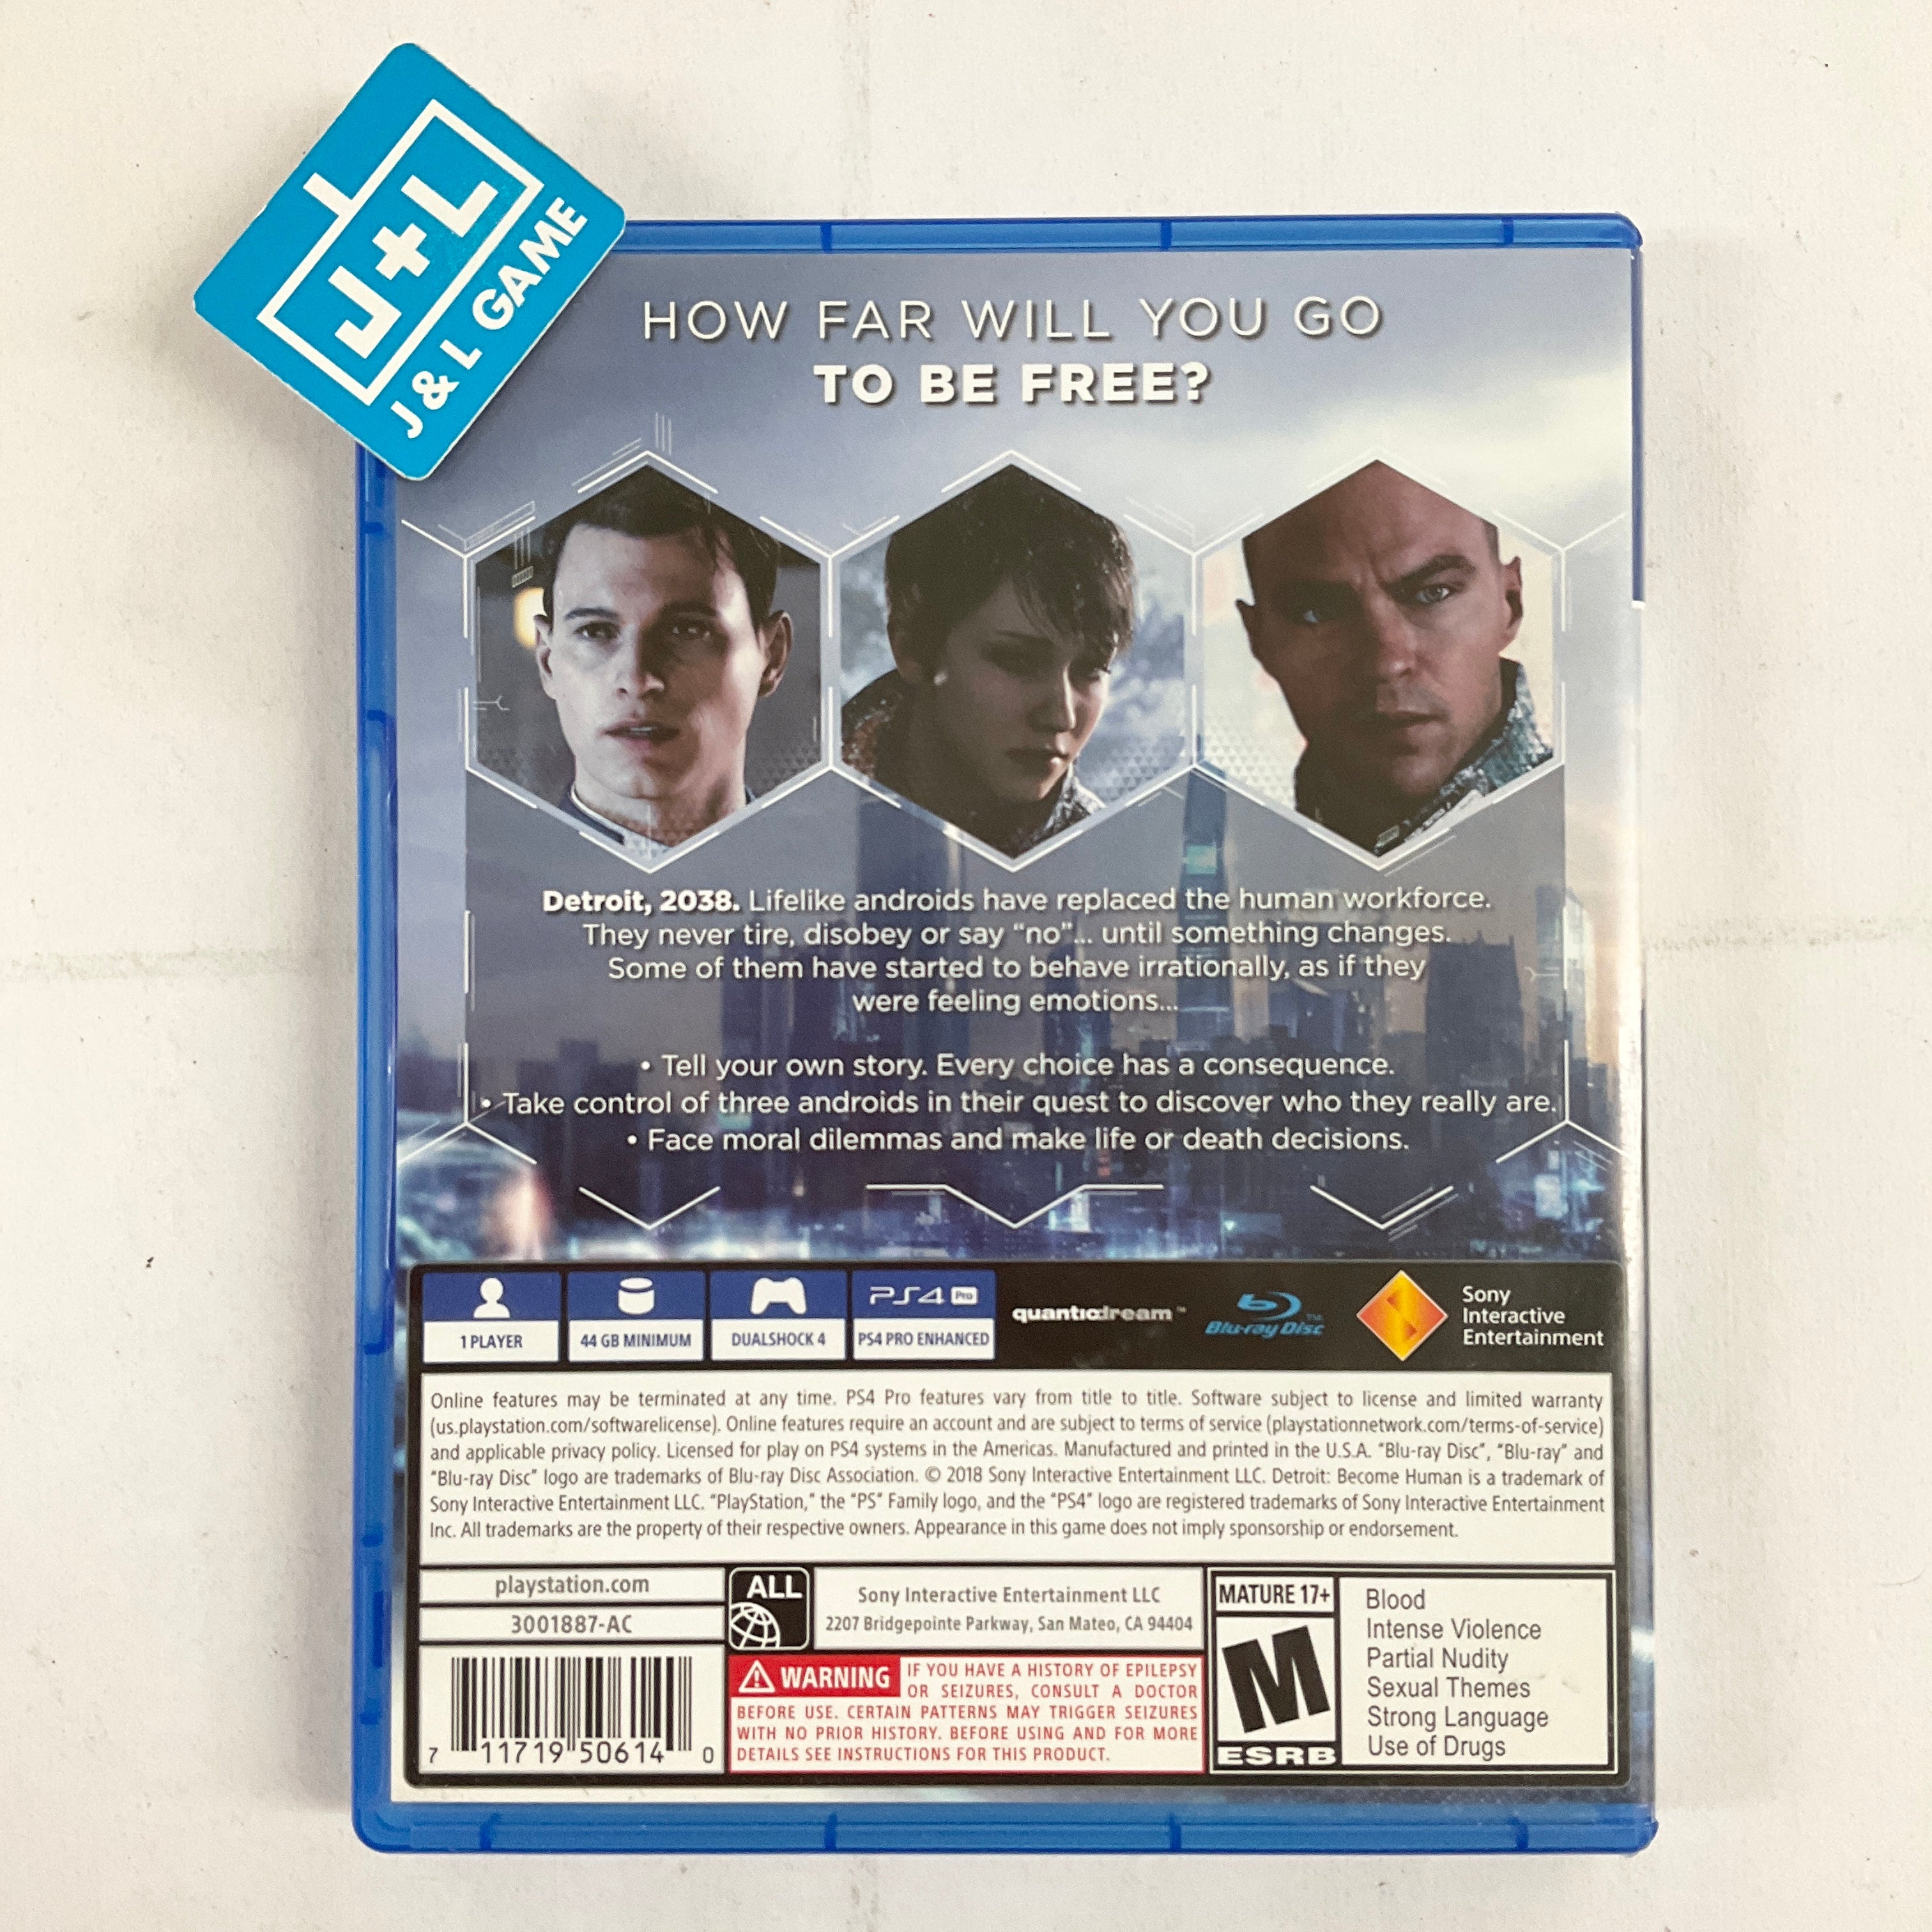 J+L
J & L GAME
HOW FAR WILL YOU GO
TO BE FREE?
Detroit, 2038. Lifelike androids have replaced the human workforce.
They never tire, disobey or say “no”... until something changes.
Some of them have started to behave irrationally, as if they
were feeling emotions...
• Tell your own story. Every choice has a consequence.
• Take control of three androids in their quest to discover who they really are.
• Face moral dilemmas and make life or death decisions.
1 PLAYER
44 GB MINIMUM
DUALSHOCK 4
PS4 Pro
PS4 PRO ENHANCED
quanticdream™
Blu-ray Disc™
Sony
Interactive
Entertainment
Online features may be terminated at any time. PS4 Pro features vary from title to title. Software subject to license and limited warranty
(us.playstation.com/softwarelicense). Online features require an account and are subject to terms of service (playstationnetwork.com/terms-of-service)
and applicable privacy policy. Licensed for play on PS4 systems in the Americas. Manufactured and printed in the U.S.A. “Blu-ray Disc”, “Blu-ray” and
“Blu-ray Disc” logo are trademarks of Blu-ray Disc Association. © 2018 Sony Interactive Entertainment LLC. Detroit: Become Human is a trademark of
Sony Interactive Entertainment LLC. “PlayStation,” the “PS” Family logo, and the “PS4” logo are registered trademarks of Sony Interactive Entertainment
Inc. All trademarks are the property of their respective owners. Appearance in this game does not imply sponsorship or endorsement.
playstation.com
3001887-AC
7 11719 50614 0
ALL
Sony Interactive Entertainment LLC
2207 Bridgepointe Parkway, San Mateo, CA 94404
WARNING IF YOU HAVE A HISTORY OF EPILEPSY
OR SEIZURES, CONSULT A DOCTOR
BEFORE USE. CERTAIN PATTERNS MAY TRIGGER SEIZURES
WITH NO PRIOR HISTORY. BEFORE USING AND FOR MORE
DETAILS SEE INSTRUCTIONS FOR THIS PRODUCT.
MATURE 17+
M
ESRB
Blood
Intense Violence
Partial Nudity
Sexual Themes
Strong Language
Use of Drugs